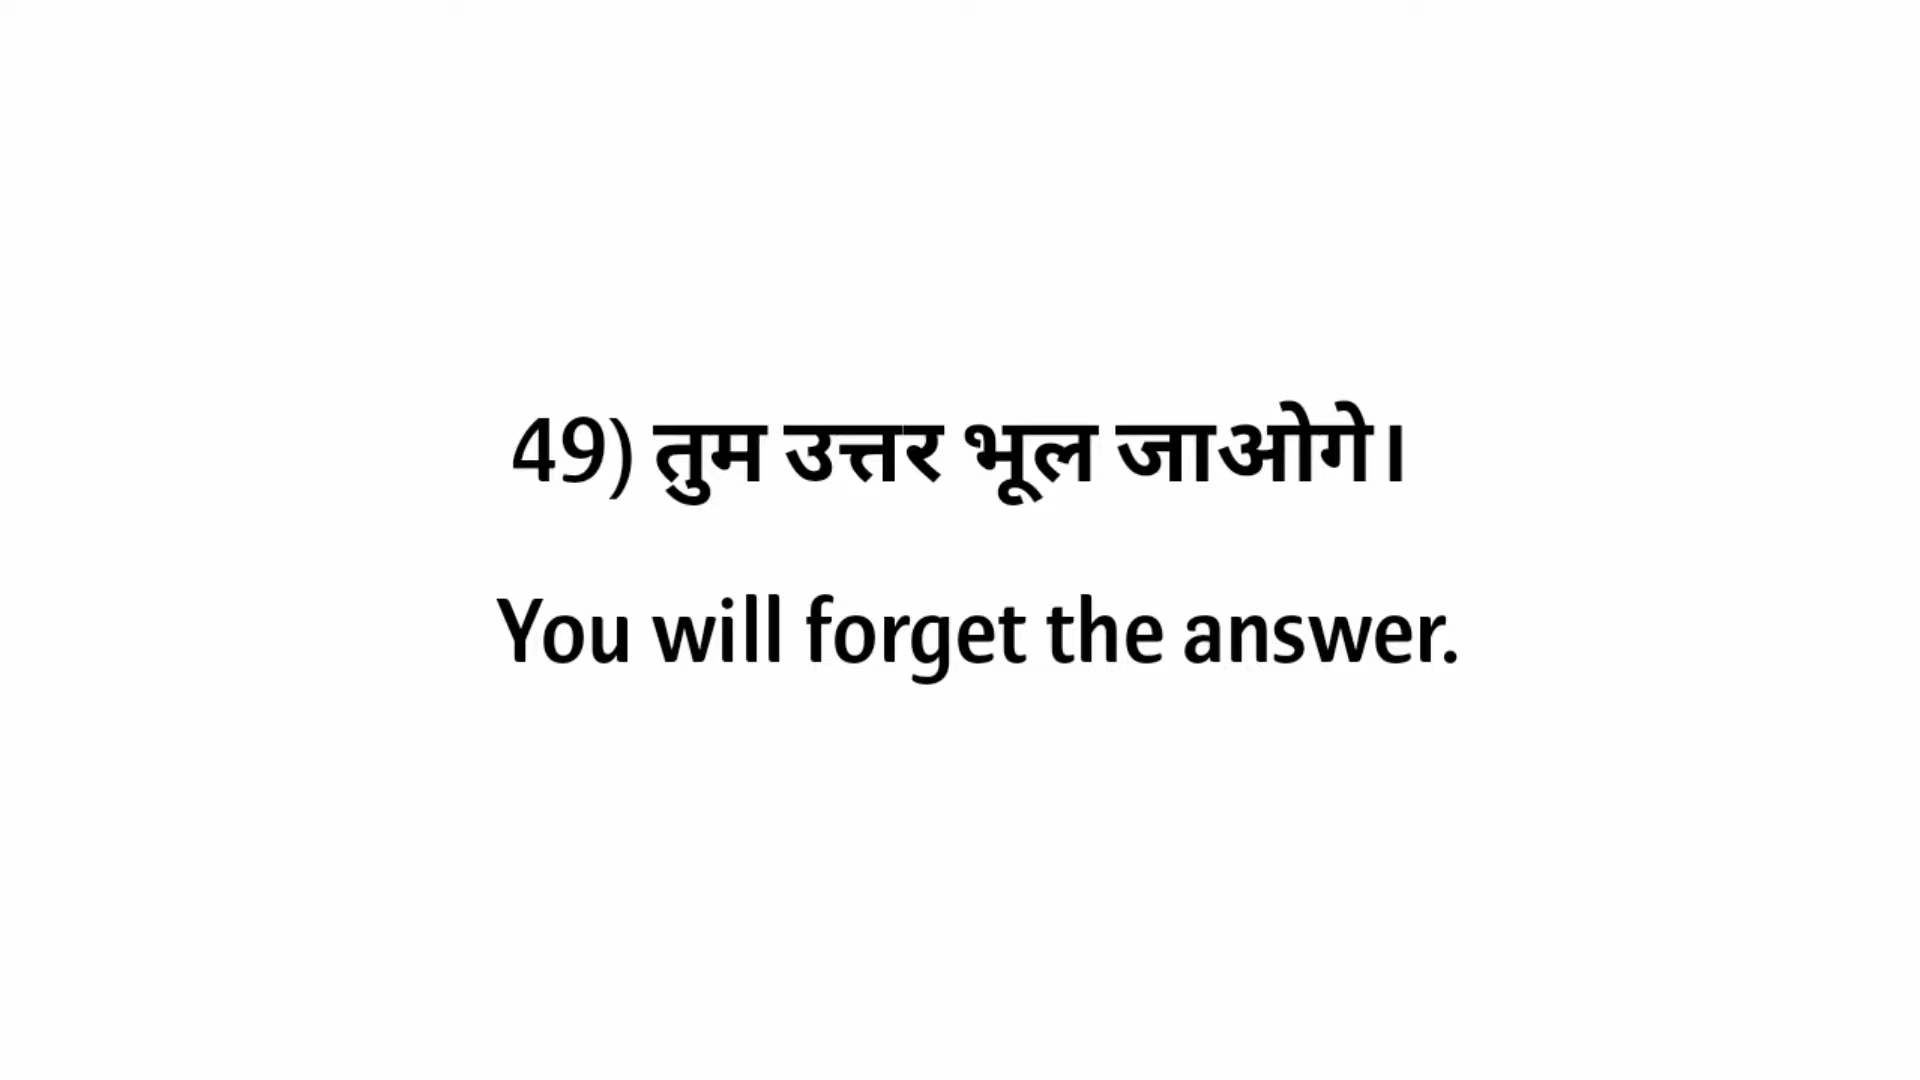 49) तुम उत्तर भूल जाओगे।
You will forget the answer.